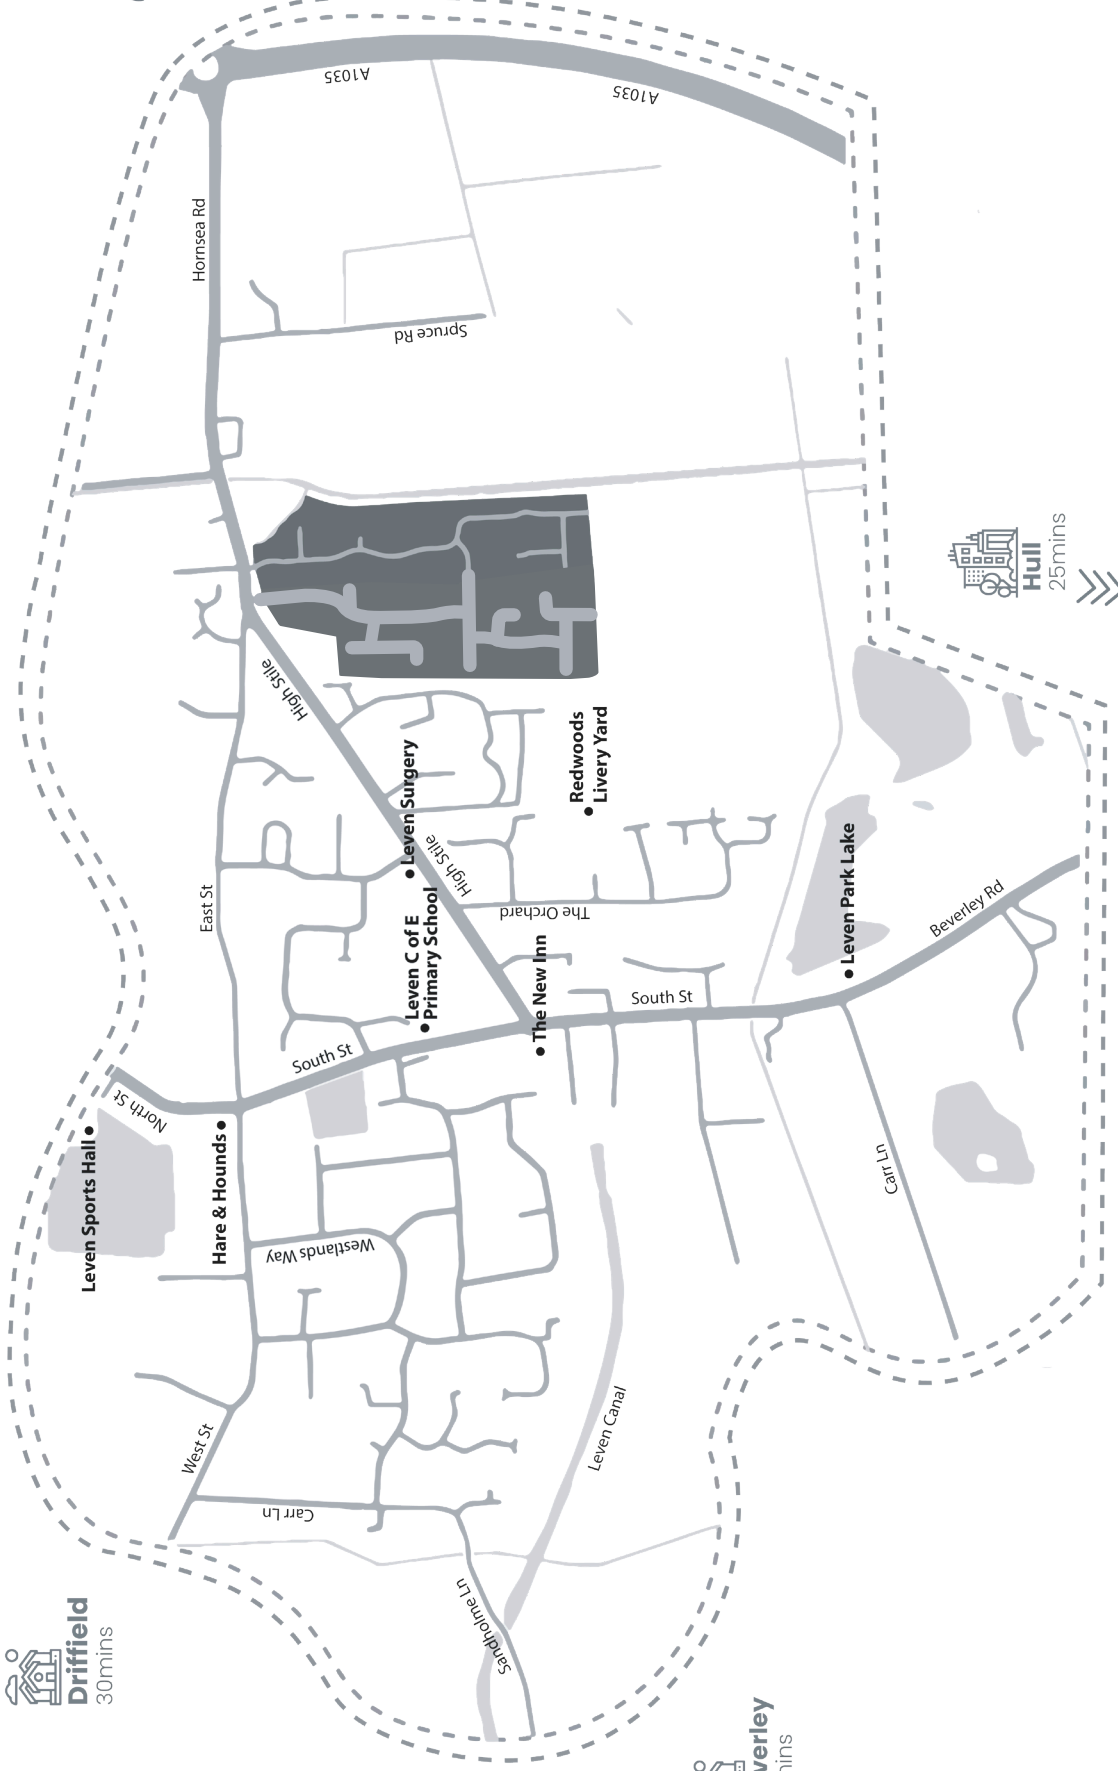 A1035
A1035
Hornsea Rd
Spruce Rd
Hull
25mins
High Stile
Redwoods
Livery Yard
Leven Surgery
High Stile
Leven Park Lake
East St
The Orchard
Beverley Rd
Leven C of E
Primary School
The New Inn
South St
South St
North St
Leven Sports Hall
Hare & Hounds
Carr Ln
Westlands Way
Leven Canal
West St
Carr Ln
Sandholme Ln
Driffield
30mins